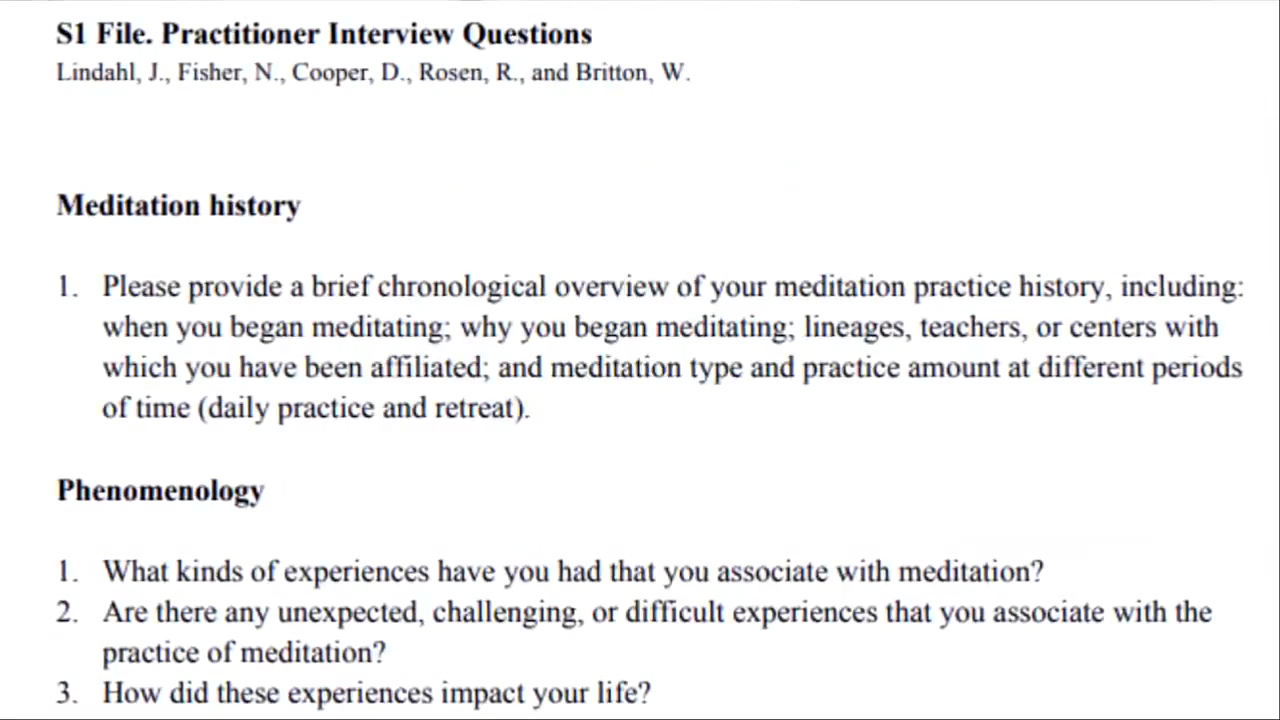 S1 File. Practitioner Interview Questions
Lindahl, J., Fisher, N., Cooper, D., Rosen, R., and Britton, W.
Meditation history
1. Please provide a brief chronological overview of your meditation practice history, including:
when you began meditating; why you began meditating; lineages, teachers, or centers with
which you have been affiliated; and meditation type and practice amount at different periods
of time (daily practice and retreat).
Phenomenology
1. What kinds of experiences have you had that you associate with meditation?
2. Are there any unexpected, challenging, or difficult experiences that you associate with the
practice of meditation?
3. How did these experiences impact your life?